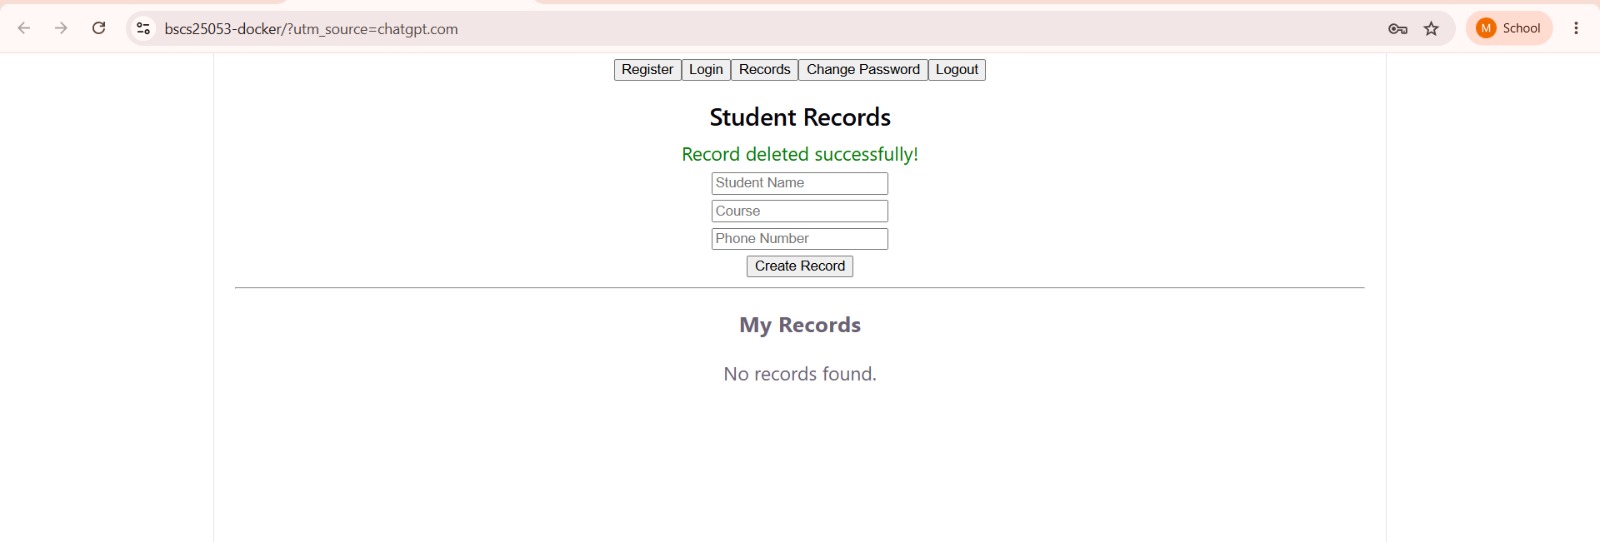 bscs25053-docker/?utm_source=chatgpt.com
M School
Register Login Records Change Password Logout
Student Records
Record deleted successfully!
Student Name
Course
Phone Number
Create Record
My Records
No records found.